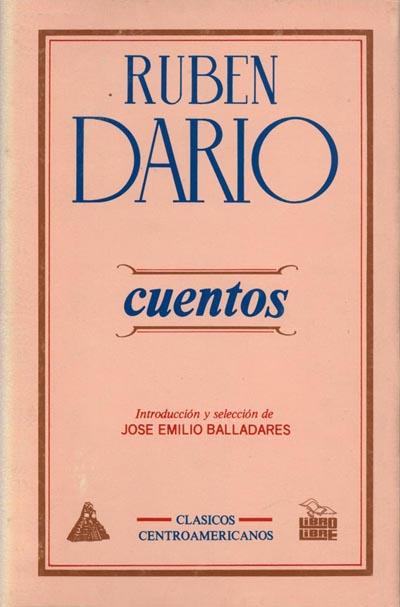 RUBEN
DARIO
cuentos
Introducción y selección de
JOSE EMILIO BALLADARES
CLASICOS
CENTROAMERICANOS
LIBRO
LIBRE